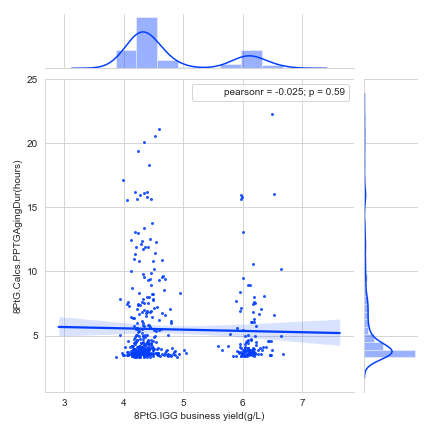 25
pearsonr = -0.025; p = 0.59
20
15
10
5
8PtG.Calcs.PPTGAgingDur(hours)
3 4 5 6 7
8PtG.IGG business yield(g/L)